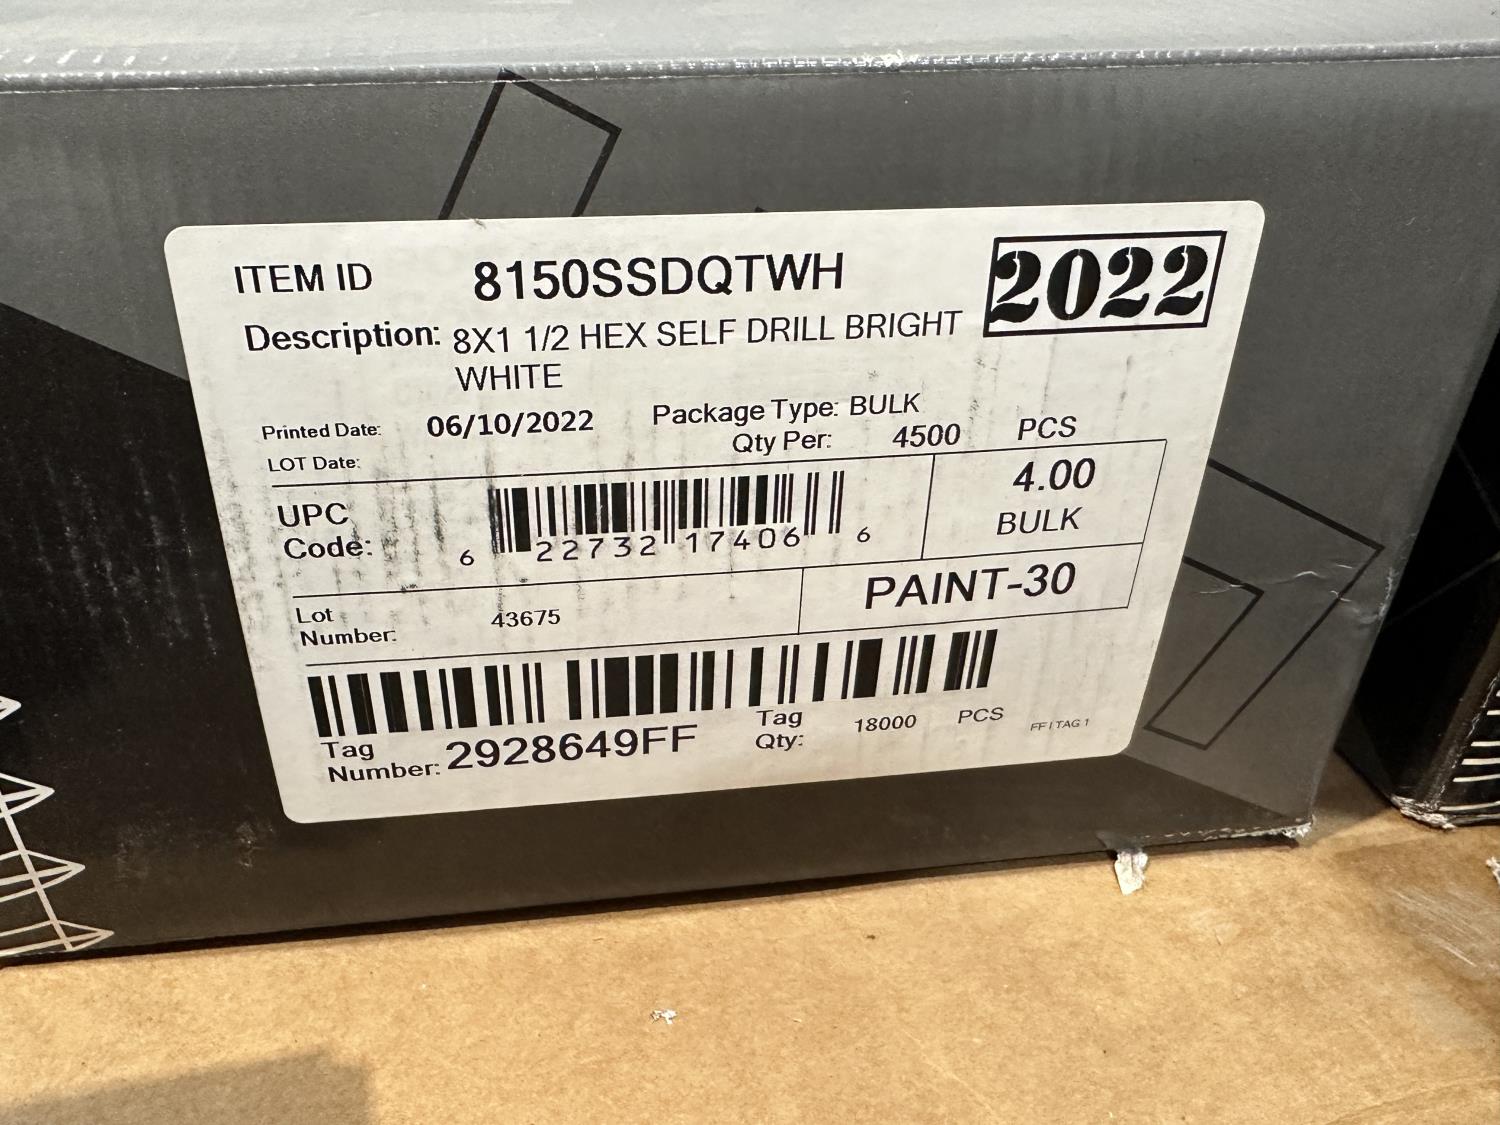 ITEM ID 8150SSDQTWH 2022
Description: 8X1 1/2 HEX SELF DRILL BRIGHT
WHITE
Printed Date: 06/10/2022 Package Type: BULK
Qty Per: 4500 PCS
LOT Date:
UPC
Code:
6 22732 17406 6
4.00
BULK
Lot
Number: 43675
PAINT-30
Tag
Number: 2928649FF
Tag
Qty: 18000 PCS FF I TAG 1